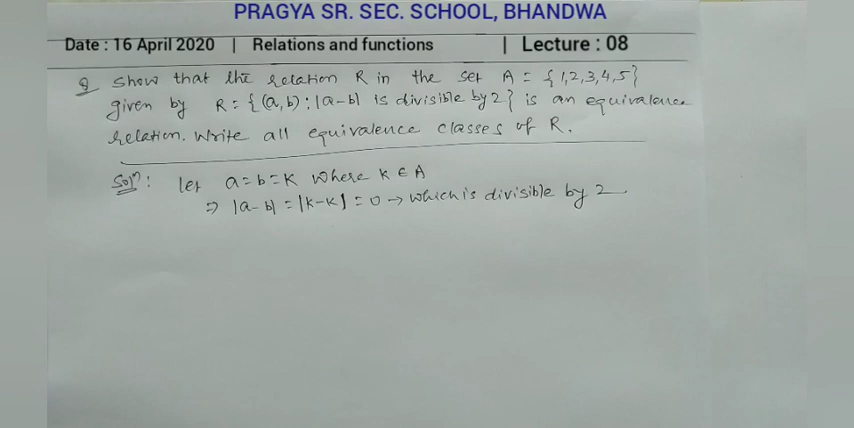 PRAGYA SR. SEC. SCHOOL, BHANDWA
Date : 16 April 2020 | Relations and functions | Lecture : 08
Q Show that the relation R in the set A = {1,2,3,4,5}
given by R = {(a,b) : |a-b| is divisible by 2} is an equivalence
relation. Write all equivalence classes of R.
Solⁿ : let a=b=k where k ∈ A
⇒ |a-b| = |k-k| = 0 → which is divisible by 2.